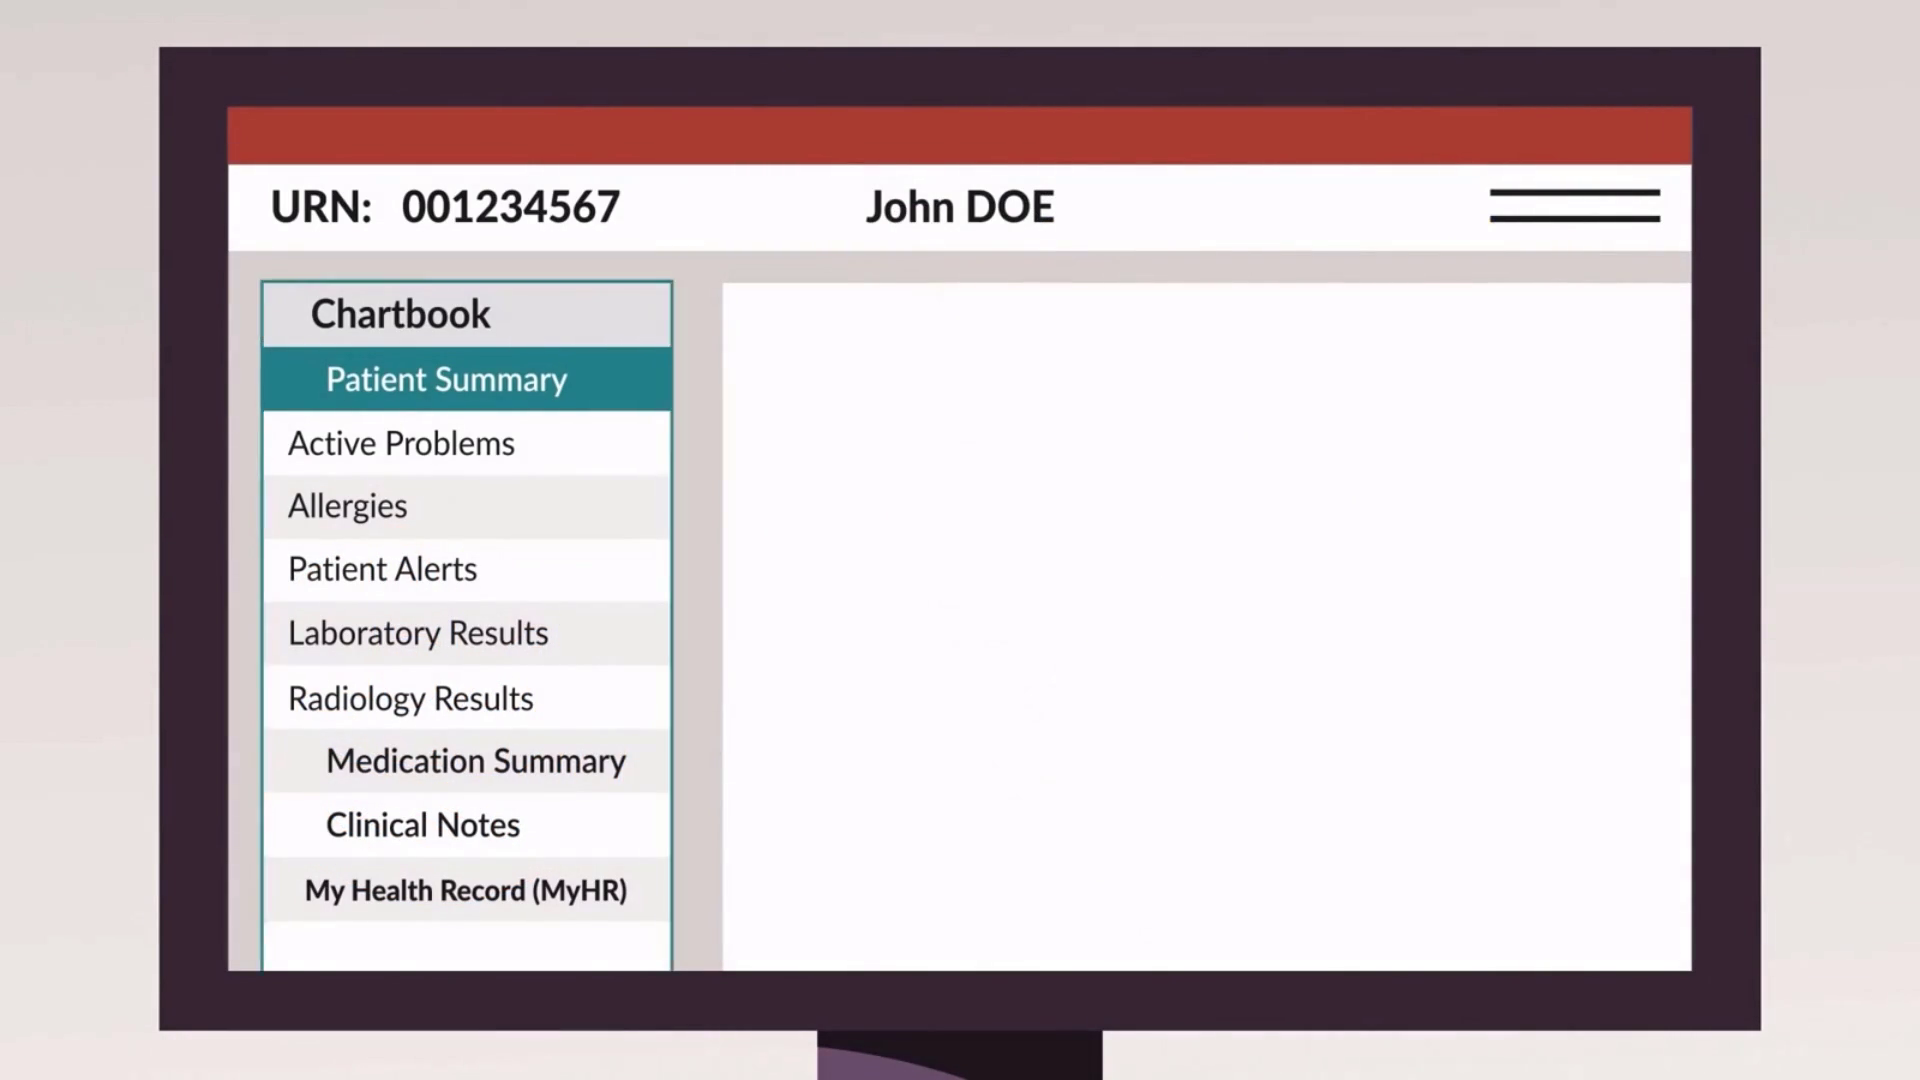 URN: 001234567
John DOE
Chartbook
Patient Summary
Active Problems
Allergies
Patient Alerts
Laboratory Results
Radiology Results
Medication Summary
Clinical Notes
My Health Record (MyHR)